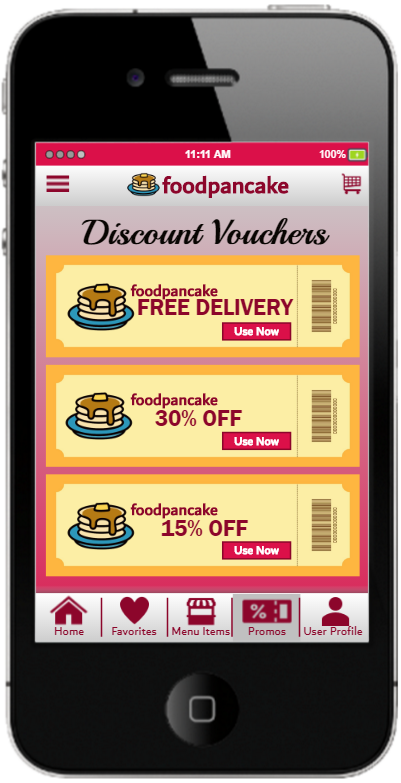 11:11 AM 100%
foodpancake
Discount Vouchers
foodpancake
FREE DELIVERY
Use Now
foodpancake
30% OFF
Use Now
foodpancake
15% OFF
Use Now
%
Home Favorites Menu Items Promos User Profile